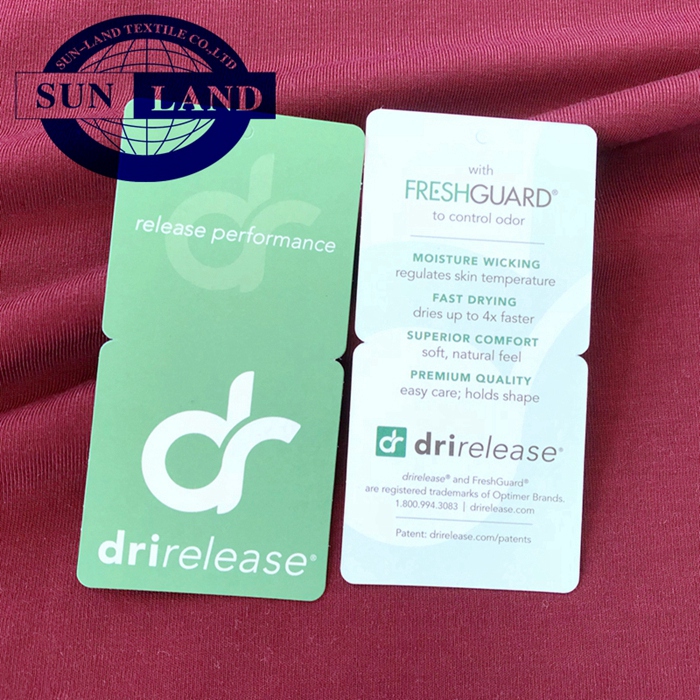 SUN-LAND TEXTILE CO.,LTD
SUN LAND
release performance
dr
drirelease®
with
FRESHGUARD®
to control odor
MOISTURE WICKING
regulates skin temperature
FAST DRYING
dries up to 4x faster
SUPERIOR COMFORT
soft, natural feel
PREMIUM QUALITY
easy care; holds shape
dr drirelease®
drirelease® and FreshGuard®
are registered trademarks of Optimer Brands.
1.800.994.3083 | drirelease.com
Patent: drirelease.com/patents